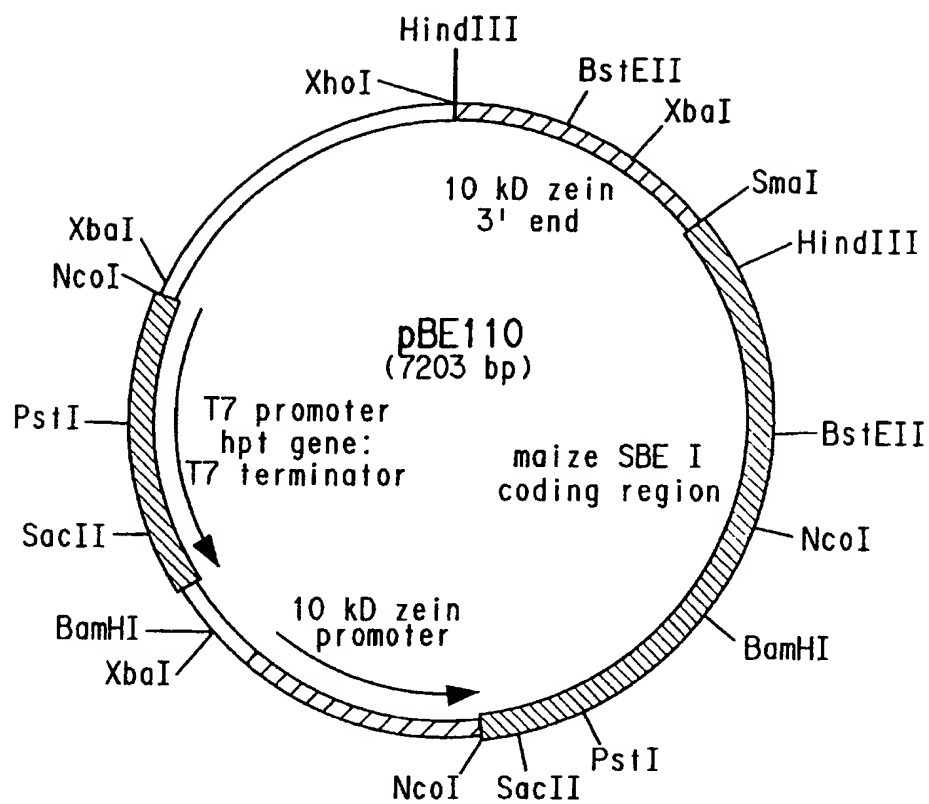 HindIII
XhoI
BstEII
XbaI
SmaI
HindIII
10 kD zein
3' end
XbaI
NcoI
pBE110
(7203 bp)
PstI
T7 promoter
hpt gene:
T7 terminator
BstEII
maize SBE I
coding region
SacII
NcoI
10 kD zein
promoter
BamHI
XbaI
BamHI
PstI
NcoI
SacII